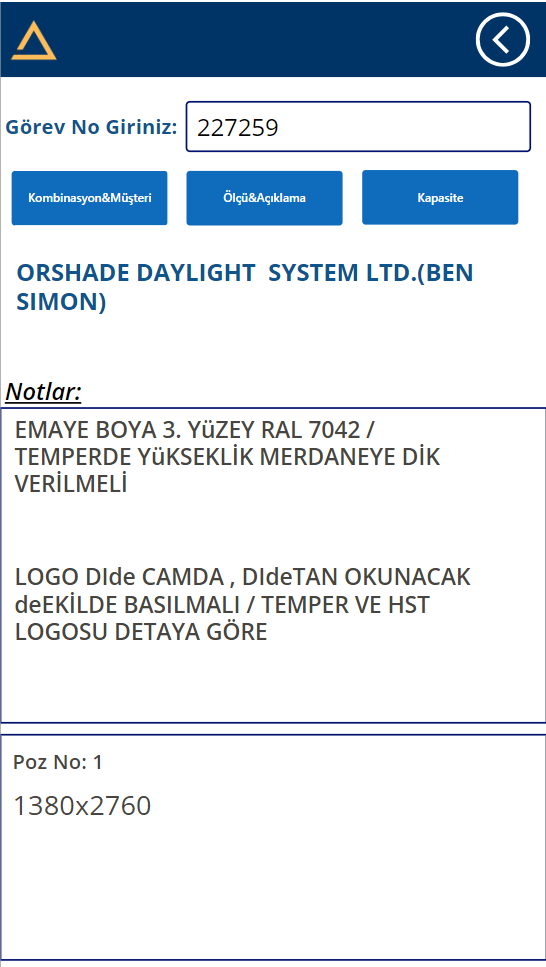 Görev No Giriniz: 227259
Kombinasyon&Müşteri Ölçü&Açıklama Kapasite
ORSHADE DAYLIGHT  SYSTEM LTD.(BEN
SIMON)
Notlar:
EMAYE BOYA 3. YüZEY RAL 7042 /
TEMPERDE YüKSEKLİK MERDANEYE DİK
VERİLMELİ
LOGO DIde CAMDA , DIdeTAN OKUNACAK
deEKİLDE BASILMALI / TEMPER VE HST
LOGOSU DETAYA GÖRE
Poz No: 1
1380x2760